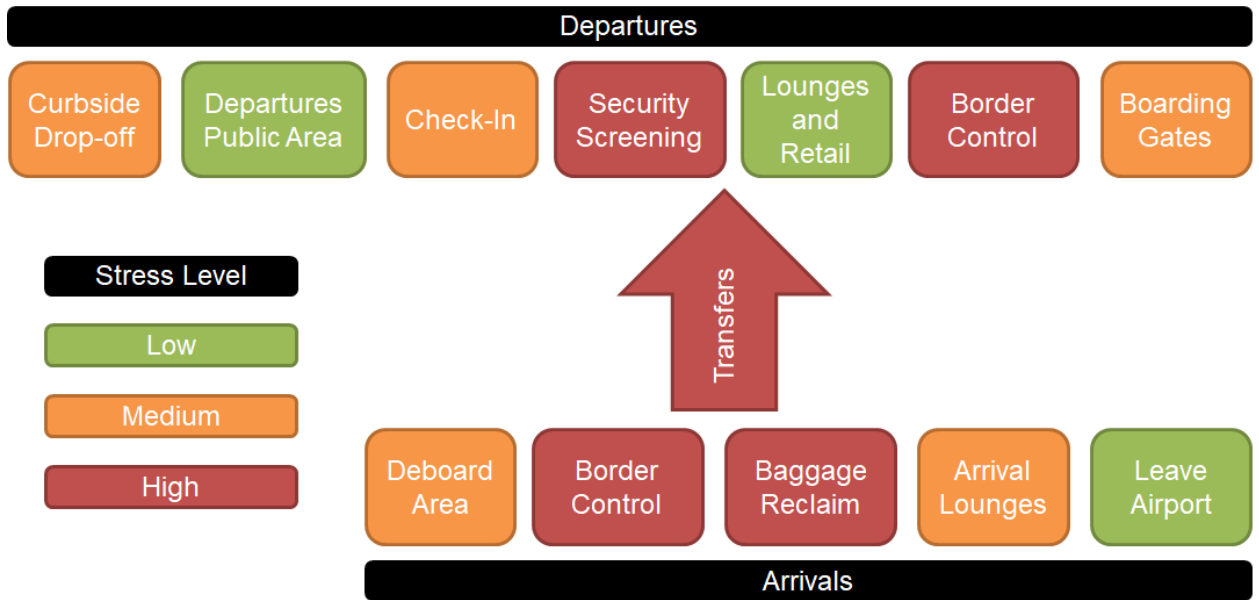 Departures
Curbside
Drop-off
Departures
Public Area
Check-In
Security
Screening
Lounges
and
Retail
Border
Control
Boarding
Gates
Transfers
Stress Level
Low
Medium
High
Deboard
Area
Border
Control
Baggage
Reclaim
Arrival
Lounges
Leave
Airport
Arrivals